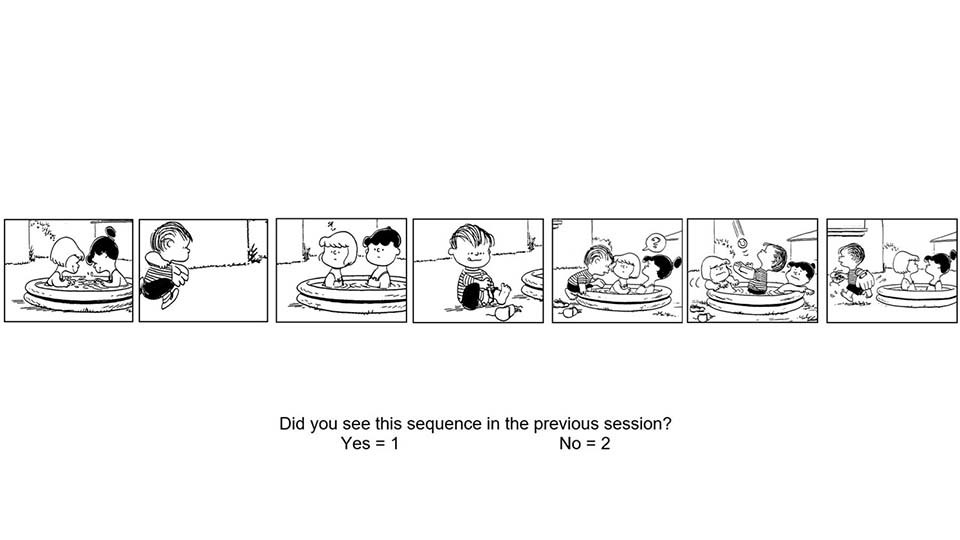 Did you see this sequence in the previous session?
Yes = 1 No = 2